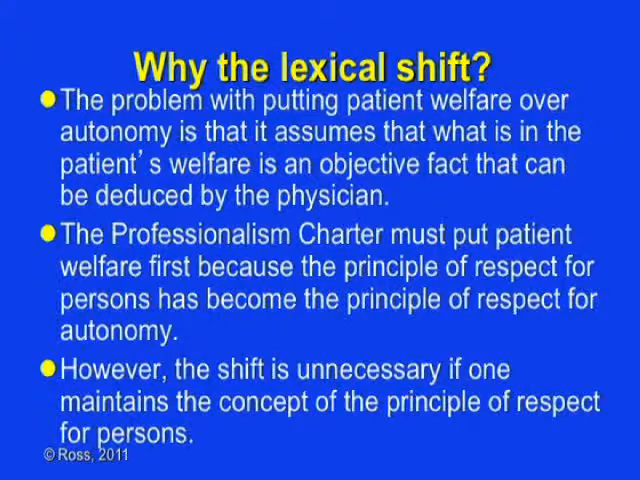 Why the lexical shift?
The problem with putting patient welfare over
autonomy is that it assumes that what is in the
patient's welfare is an objective fact that can
be deduced by the physician.
The Professionalism Charter must put patient
welfare first because the principle of respect for
persons has become the principle of respect for
autonomy.
However, the shift is unnecessary if one
maintains the concept of the principle of respect
for persons.
© Ross, 2011